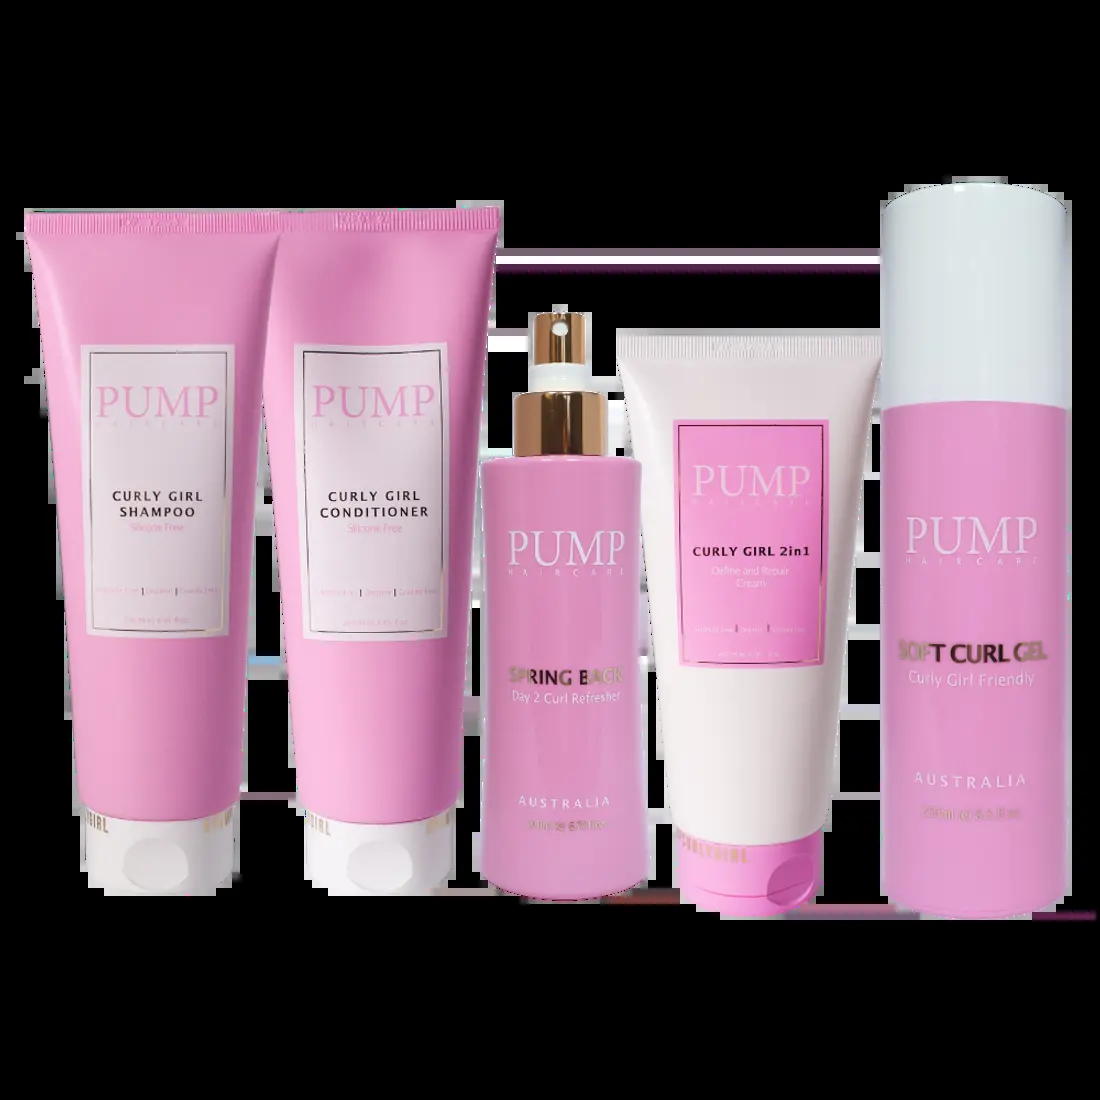 PUMP
HAIRCARE
CURLY GIRL
SHAMPOO
Silicone Free
PUMP
HAIRCARE
CURLY GIRL
CONDITIONER
Silicone Free
PUMP
HAIRCARE
SPRING BACK
Day 2 Curl Refresher
AUSTRALIA
PUMP
HAIRCARE
CURLY GIRL 2in1
Define and Repair
Cream
CURLYGIRL
PUMP
HAIRCARE
SOFT CURL GEL
Curly Girl Friendly
AUSTRALIA